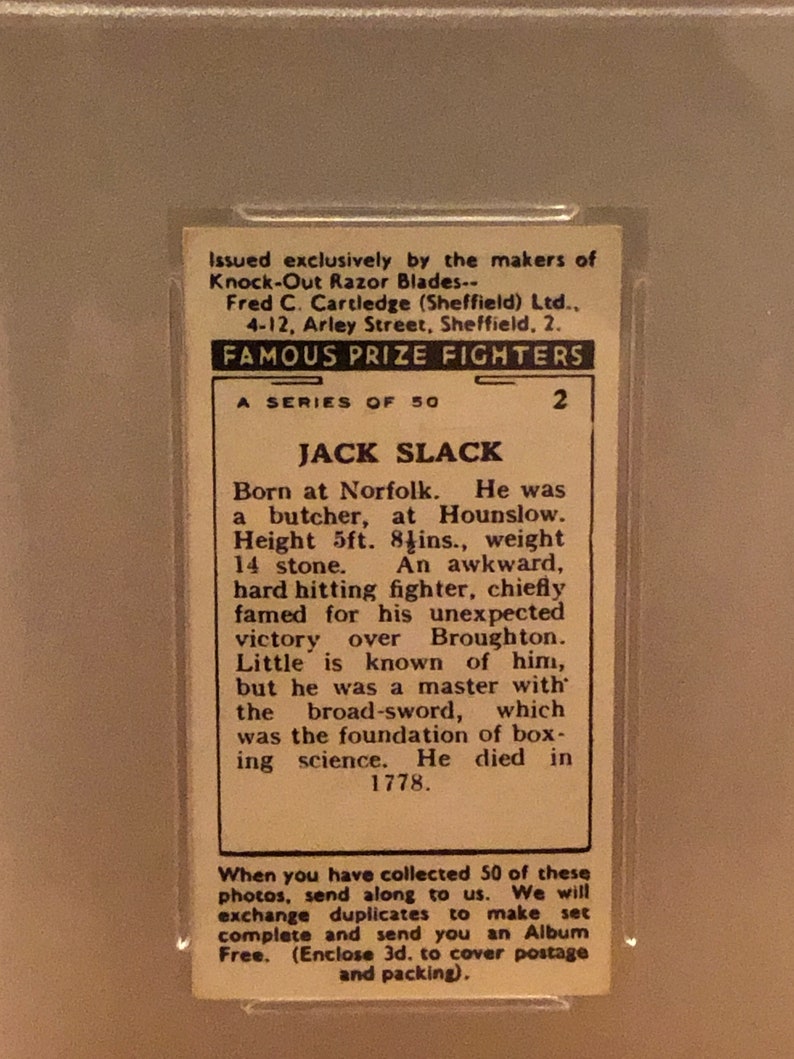 Issued exclusively by the makers of
Knock-Out Razor Blades--
Fred C. Cartledge (Sheffield) Ltd.,
4-12, Arley Street, Sheffield, 2.
FAMOUS PRIZE FIGHTERS
A SERIES OF 50 2
JACK SLACK
Born at Norfolk. He was
a butcher, at Hounslow.
Height 5ft. 8½ins., weight
14 stone. An awkward,
hard hitting fighter, chiefly
famed for his unexpected
victory over Broughton.
Little is known of him,
but he was a master with
the broad-sword, which
was the foundation of box-
ing science. He died in
1778.
When you have collected 50 of these
photos, send along to us. We will
exchange duplicates to make set
complete and send you an Album
Free. (Enclose 3d. to cover postage
and packing).